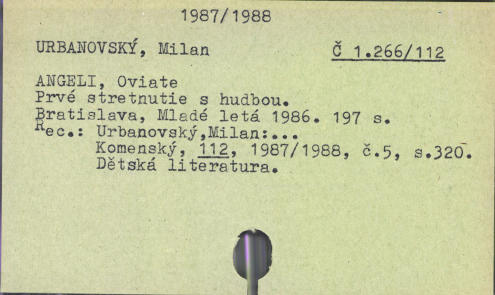 1987/1988
URBANOVSKÝ, Milan Č 1.266/112
ANGELI, Oviate
Prvé stretnutie s hudbou.
Bratislava, Mladé letá 1986. 197 s.
Rec.: Urbanovský,Milan:...
Komenský, 112, 1987/1988, č.5, s.320.
Dětská literatura.